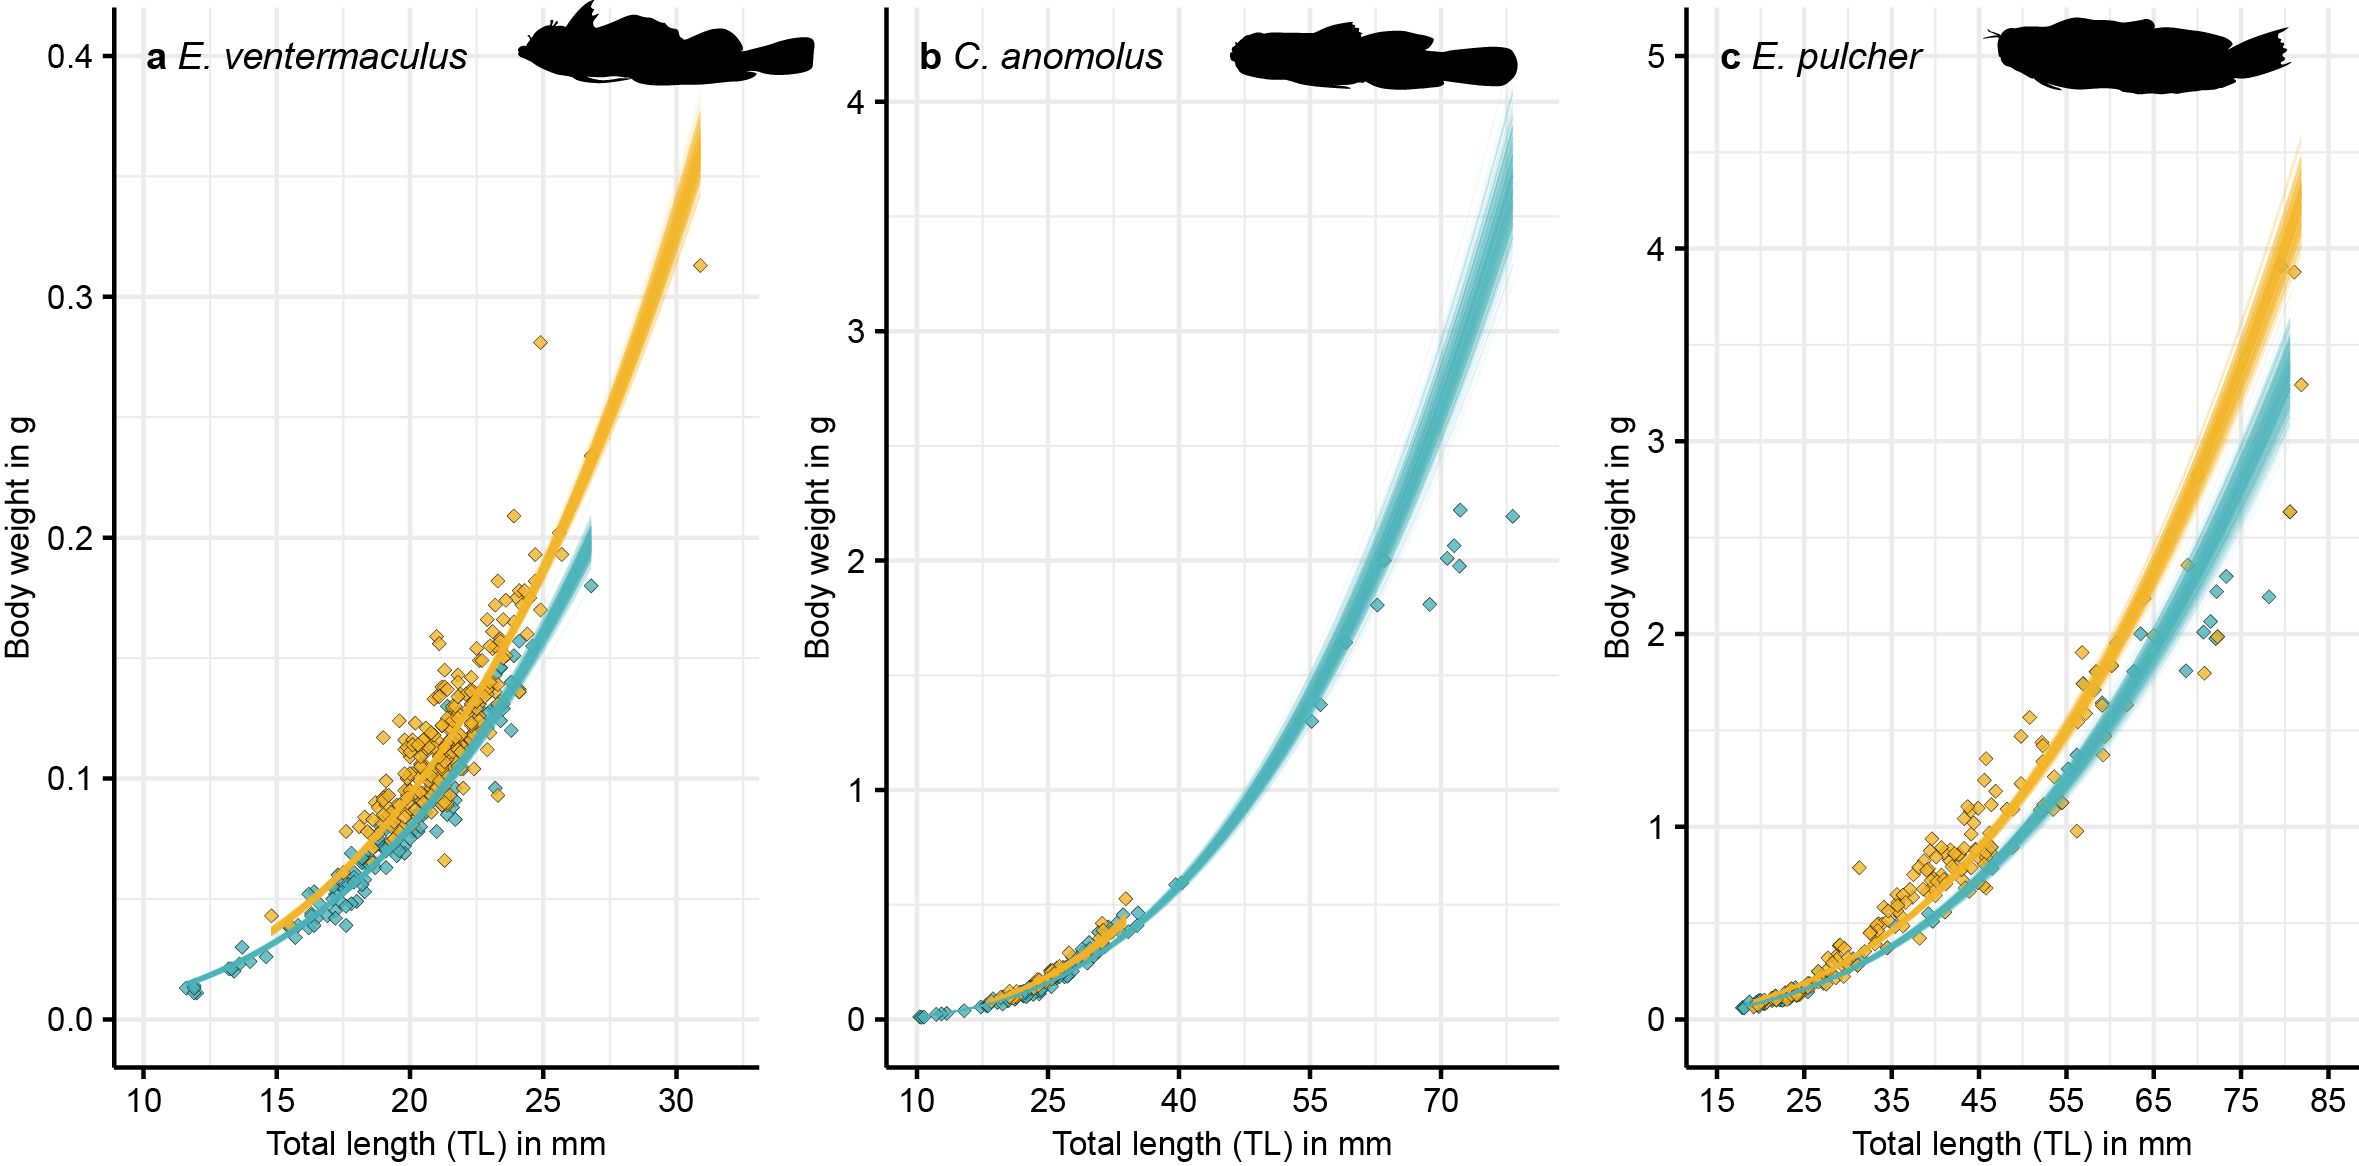 a E. ventermaculus
0.4
0.3
0.2
0.1
0.0
Body weight in g
10 15 20 25 30
Total length (TL) in mm
b C. anomolus
4
3
2
1
0
Body weight in g
10 25 40 55 70
Total length (TL) in mm
c E. pulcher
5
4
3
2
1
0
Body weight in g
15 25 35 45 55 65 75 85
Total length (TL) in mm